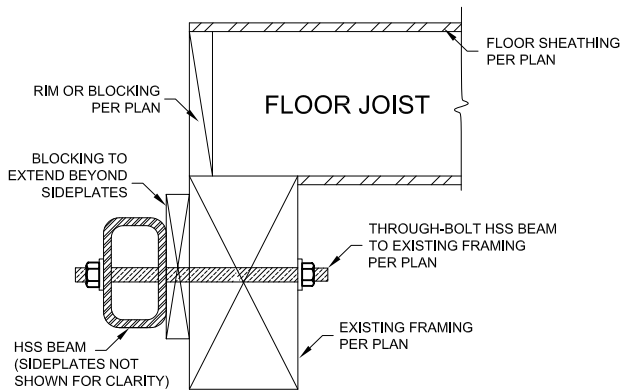 FLOOR SHEATHING
PER PLAN
RIM OR BLOCKING
PER PLAN
FLOOR JOIST
BLOCKING TO
EXTEND BEYOND
SIDEPLATES
THROUGH-BOLT HSS BEAM
TO EXISTING FRAMING
PER PLAN
EXISTING FRAMING
PER PLAN
HSS BEAM
(SIDEPLATES NOT
SHOWN FOR CLARITY)